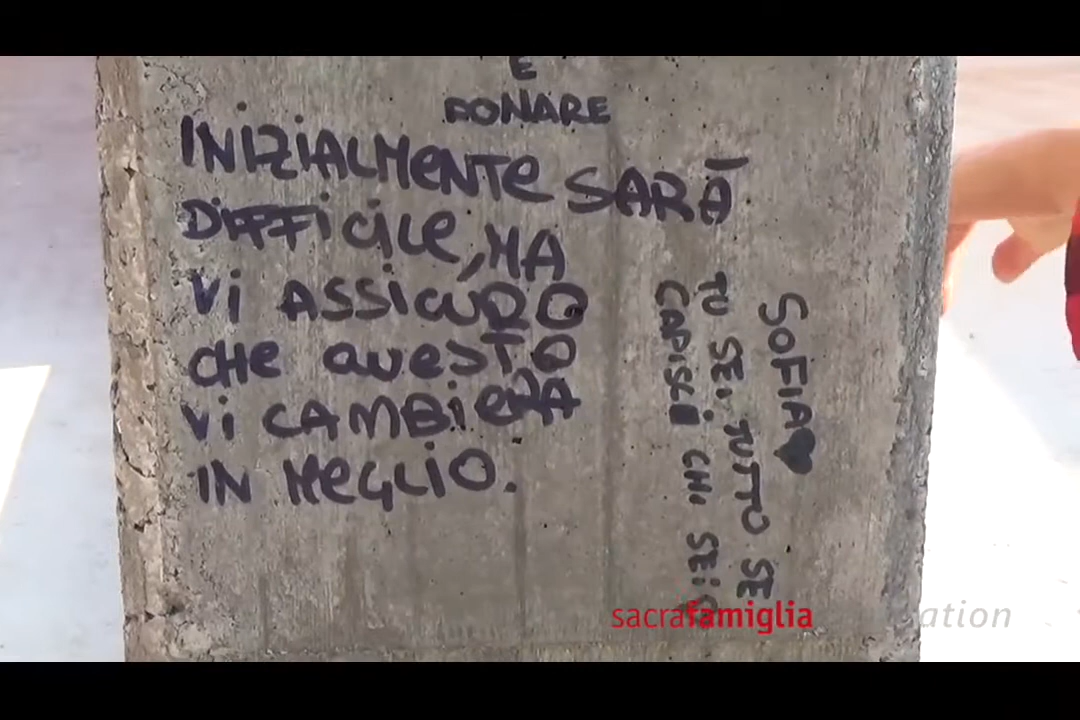 E
DONARE
INIZIALMENTE SARÀ
DIFFICILE, MA
VI ASSICURO
CHE QUESTO
VI CAMBIERÀ
IN MEGLIO.
SOFIA♥
TU SEI TUTTO SE
CAPISCI CHI SEI
sacrafamiglia
ation